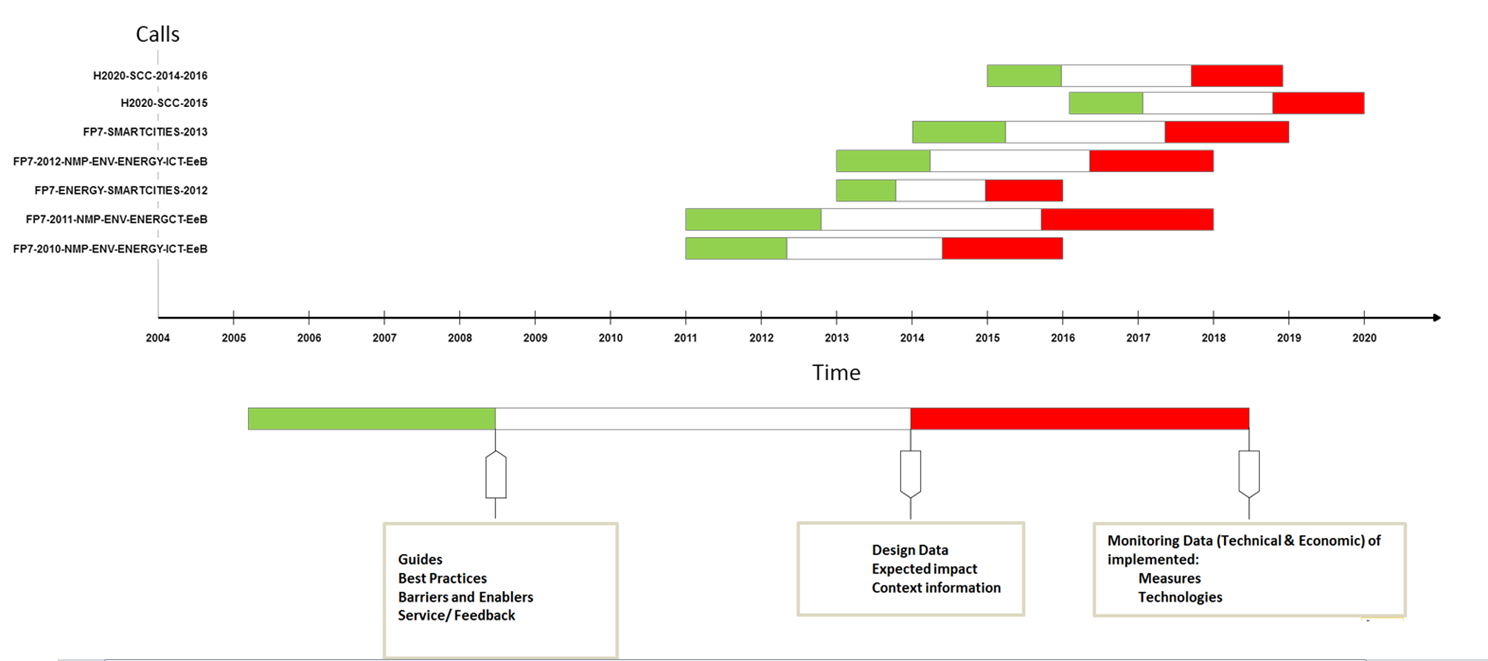 Calls
H2020-SCC-2014-2016
H2020-SCC-2015
FP7-SMARTCITIES-2013
FP7-2012-NMP-ENV-ENERGY-ICT-EeB
FP7-ENERGY-SMARTCITIES-2012
FP7-2011-NMP-ENV-ENERGCT-EeB
FP7-2010-NMP-ENV-ENERGY-ICT-EeB
2004 2005 2006 2007 2008 2009 2010 2011 2012 2013 2014 2015 2016 2017 2018 2019 2020
Time
Guides
Best Practices
Barriers and Enablers
Service/ Feedback
Design Data
Expected impact
Context information
Monitoring Data (Technical & Economic) of
implemented:
Measures
Technologies